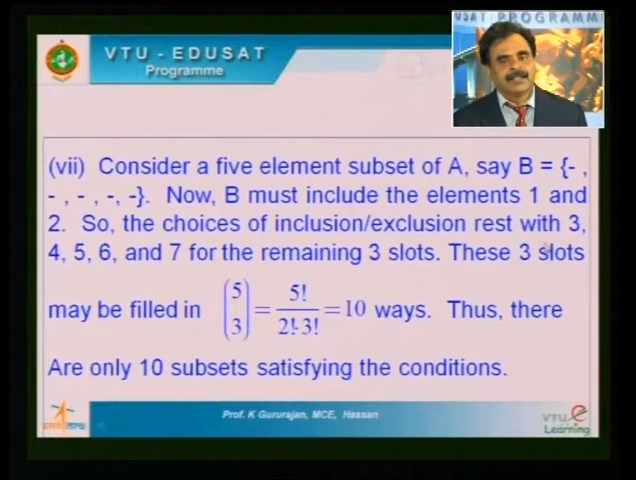 USAT PROGRAMM
VTU - EDUSAT
Programme
(vii) Consider a five element subset of A, say B = {- ,
- , - , - , -, -}. Now, B must include the elements 1 and
2. So, the choices of inclusion/exclusion rest with 3,
4, 5, 6, and 7 for the remaining 3 slots. These 3 slots
may be filled in (5 3) = 5!/2!·3! = 10 ways. Thus, there
Are only 10 subsets satisfying the conditions.
Prof. K Gururajan, MCE, Hassan
VTU e
Learning